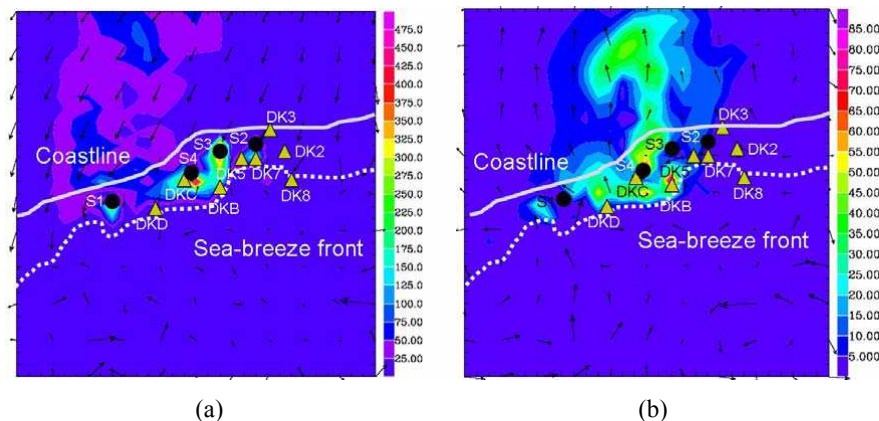 475.0
450.0
425.0
400.0
375.0
350.0
325.0
300.0
275.0
250.0
225.0
200.0
175.0
150.0
125.0
100.0
75.00
50.00
25.00
DK3
S2
S3
DK2
S4
DK5
DK7
DK8
DKC
DKB
S1
DKD
Coastline
Sea-breeze front
(a)
85.00
80.00
75.00
70.00
65.00
60.00
55.00
50.00
45.00
40.00
35.00
30.00
25.00
20.00
15.00
10.00
5.000
DK3
S2
S3
DK2
S4
DK5
DK7
DK8
DKC
DKB
S1
DKD
Coastline
Sea-breeze front
(b)